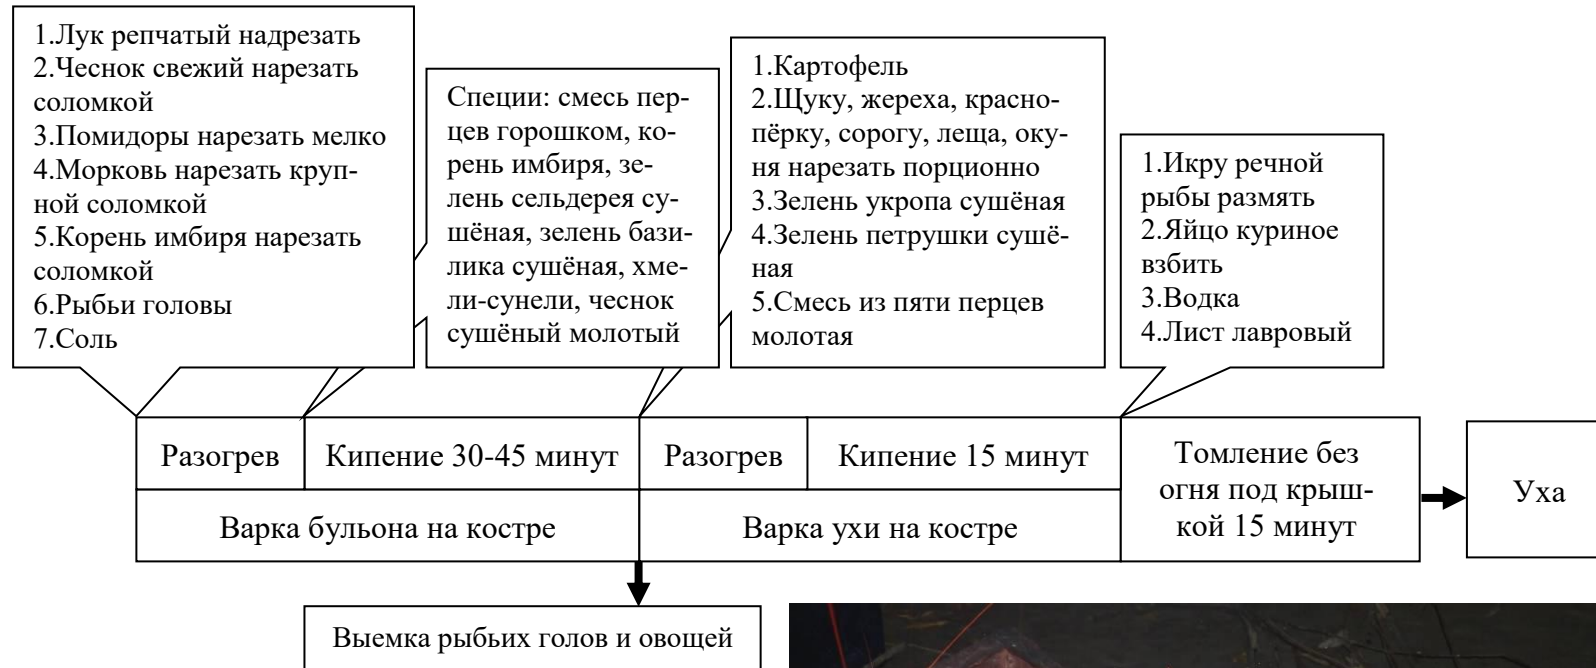 1.Лук репчатый надрезать
2.Чеснок свежий нарезать
соломкой
3.Помидоры нарезать мелко
4.Морковь нарезать круп-
ной соломкой
5.Корень имбиря нарезать
соломкой
6.Рыбьи головы
7.Соль
Специи: смесь пер-
цев горошком, ко-
рень имбиря, зе-
лень сельдерея су-
шёная, зелень бази-
лика сушёная, хме-
ли-сунели, чеснок
сушёный молотый
1.Картофель
2.Щуку, жереха, красно-
пёрку, сорогу, леща, оку-
ня нарезать порционно
3.Зелень укропа сушёная
4.Зелень петрушки сушё-
ная
5.Смесь из пяти перцев
молотая
1.Икру речной
рыбы размять
2.Яйцо куриное
взбить
3.Водка
4.Лист лавровый
Разогрев
Кипение 30-45 минут
Разогрев
Кипение 15 минут
Томление без
огня под крыш-
кой 15 минут
Уха
Варка бульона на костре
Варка ухи на костре
Выемка рыбьих голов и овощей